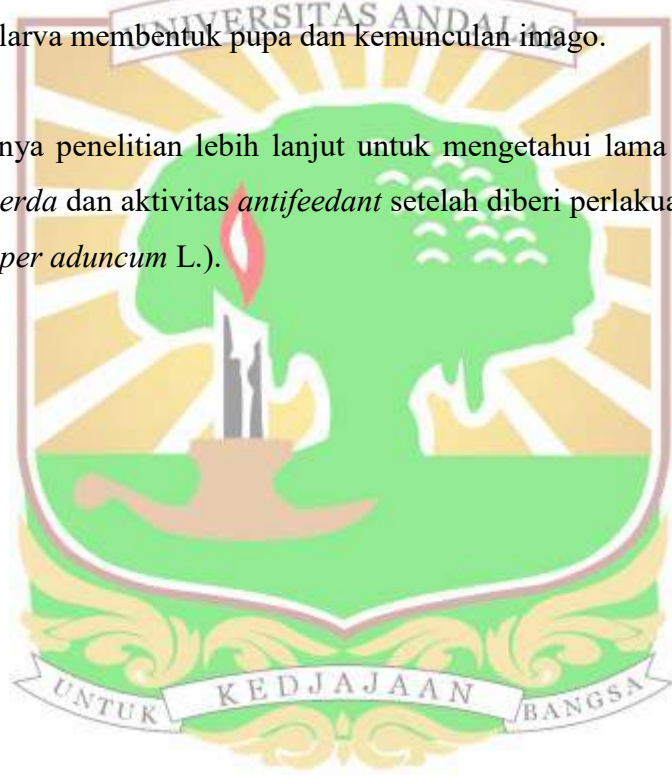 UNIVERSITAS ANDALAS
larva membentuk pupa dan kemunculan imago.
nya penelitian lebih lanjut untuk mengetahui lama
erda dan aktivitas antifeedant setelah diberi perlakua
per aduncum L.).
UNTUK KEDJAJAAN BANGSA